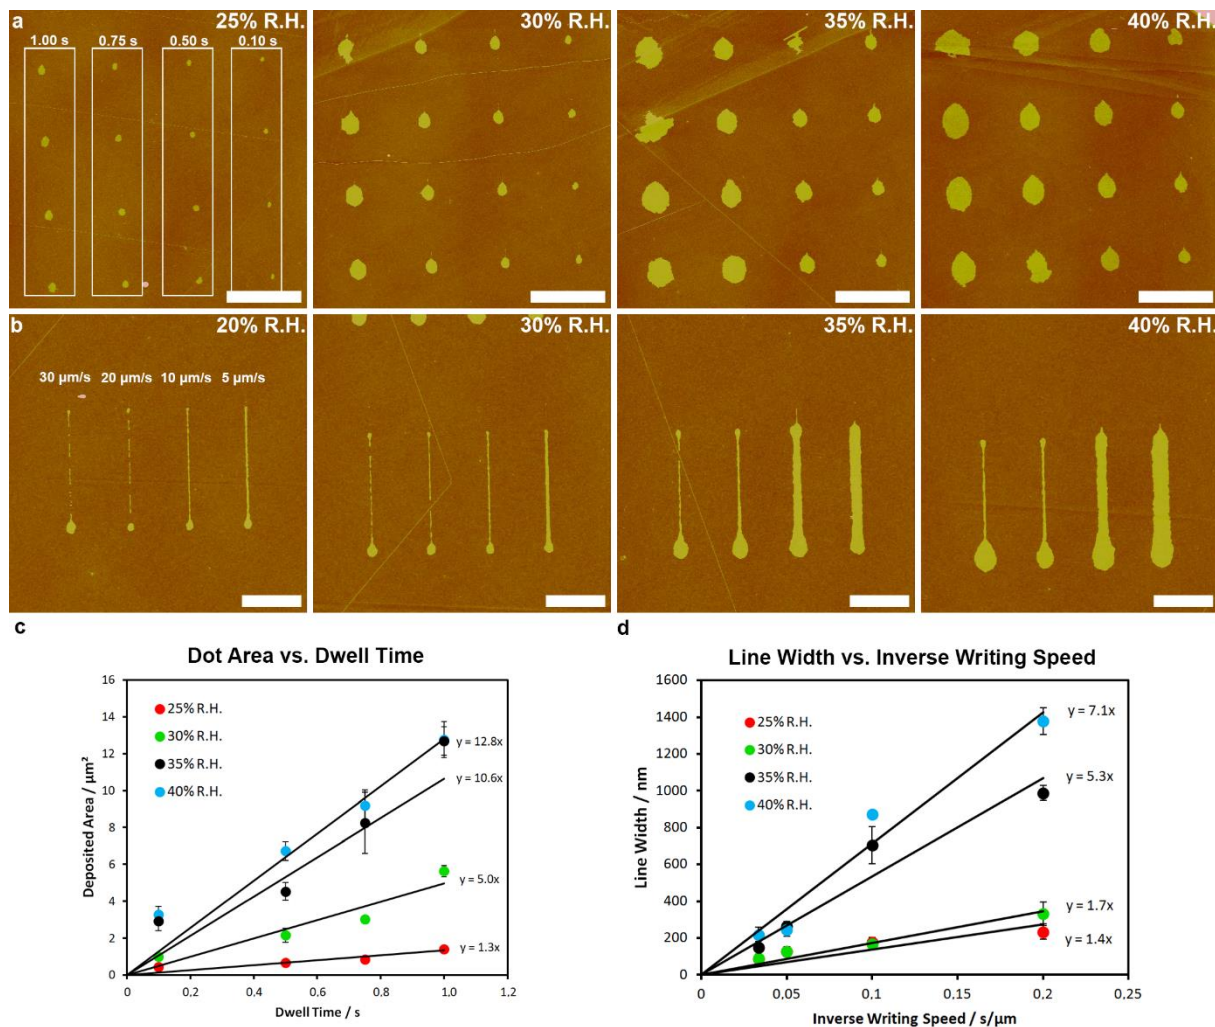 a
25% R.H.
30% R.H.
35% R.H.
40% R.H.
1.00 s
0.75 s
0.50 s
0.10 s
b
20% R.H.
30% R.H.
35% R.H.
40% R.H.
30 µm/s
20 µm/s
10 µm/s
5 µm/s
c
Dot Area vs. Dwell Time
Deposited Area / µm²
16
14
12
10
8
6
4
2
0
25% R.H.
30% R.H.
35% R.H.
40% R.H.
y = 12.8x
y = 10.6x
y = 5.0x
y = 1.3x
0
0.2
0.4
0.6
0.8
1.0
1,2
Dwell Time / s
d
Line Width vs. Inverse Writing Speed
Line Width / nm
1600
1400
1200
1000
800
600
400
200
0
25% R.H.
30% R.H.
35% R.H.
40% R.H.
y = 7.1x
y = 5.3x
y = 1.7x
y = 1.4x
0
0,05
0,1
0,15
0,2
0,25
Inverse Writing Speed / s/µm